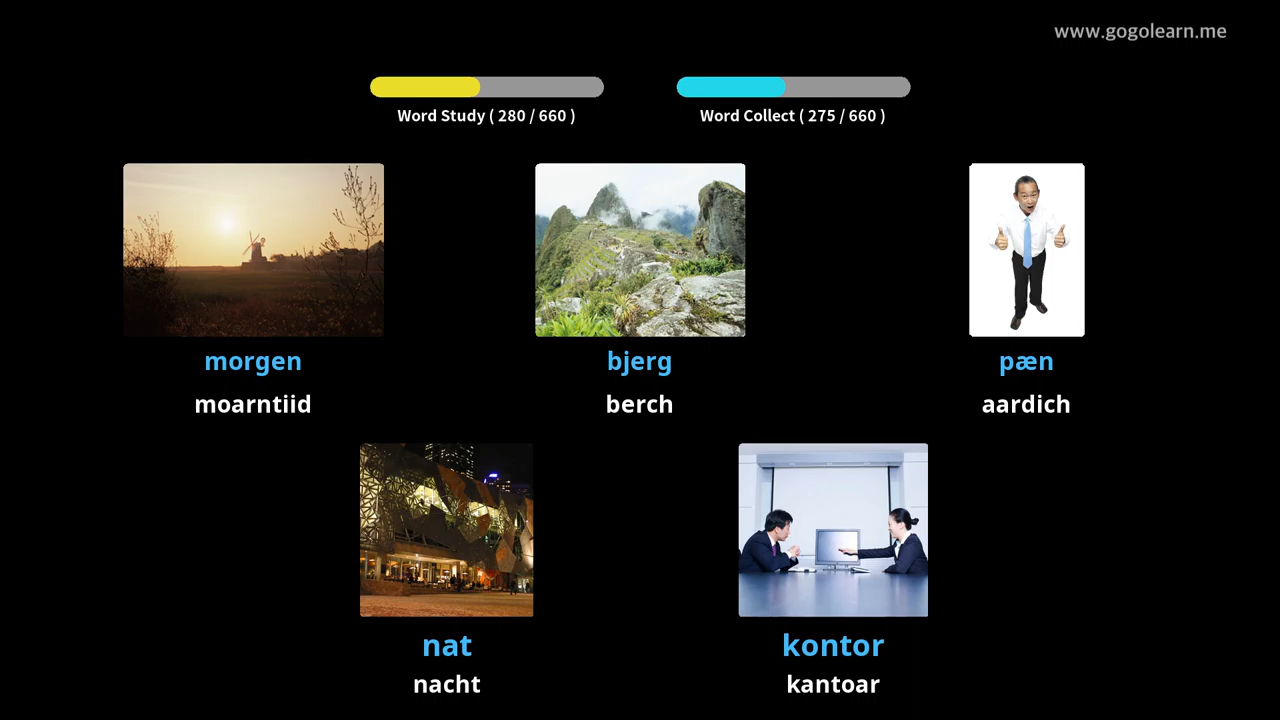 www.gogolearn.me
Word Study ( 280 / 660 )
Word Collect ( 275 / 660 )
morgen
moarntiid
bjerg
berch
pæn
aardich
nat
nacht
kontor
kantoar